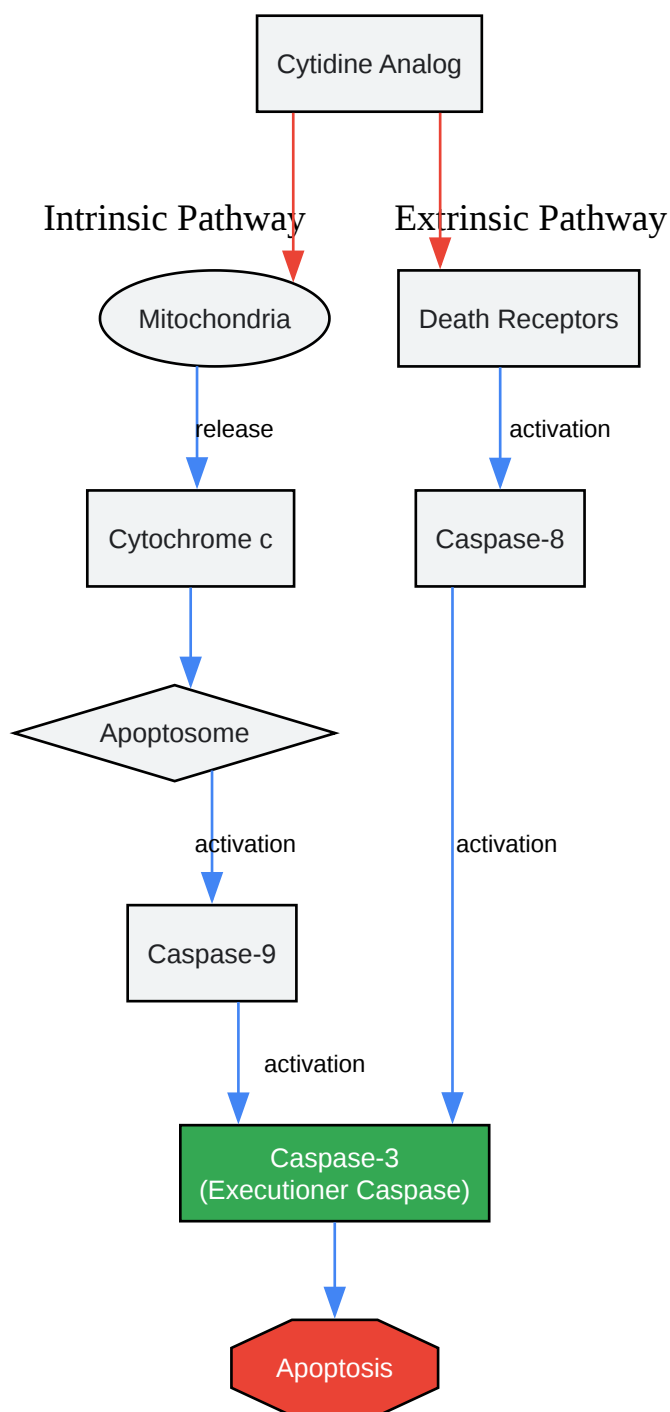 Cytidine Analog
Intrinsic Pathway
Extrinsic Pathway
Mitochondria
Death Receptors
release
activation
Cytochrome c
Caspase-8
Apoptosome
activation
activation
Caspase-9
activation
Caspase-3
(Executioner Caspase)
Apoptosis